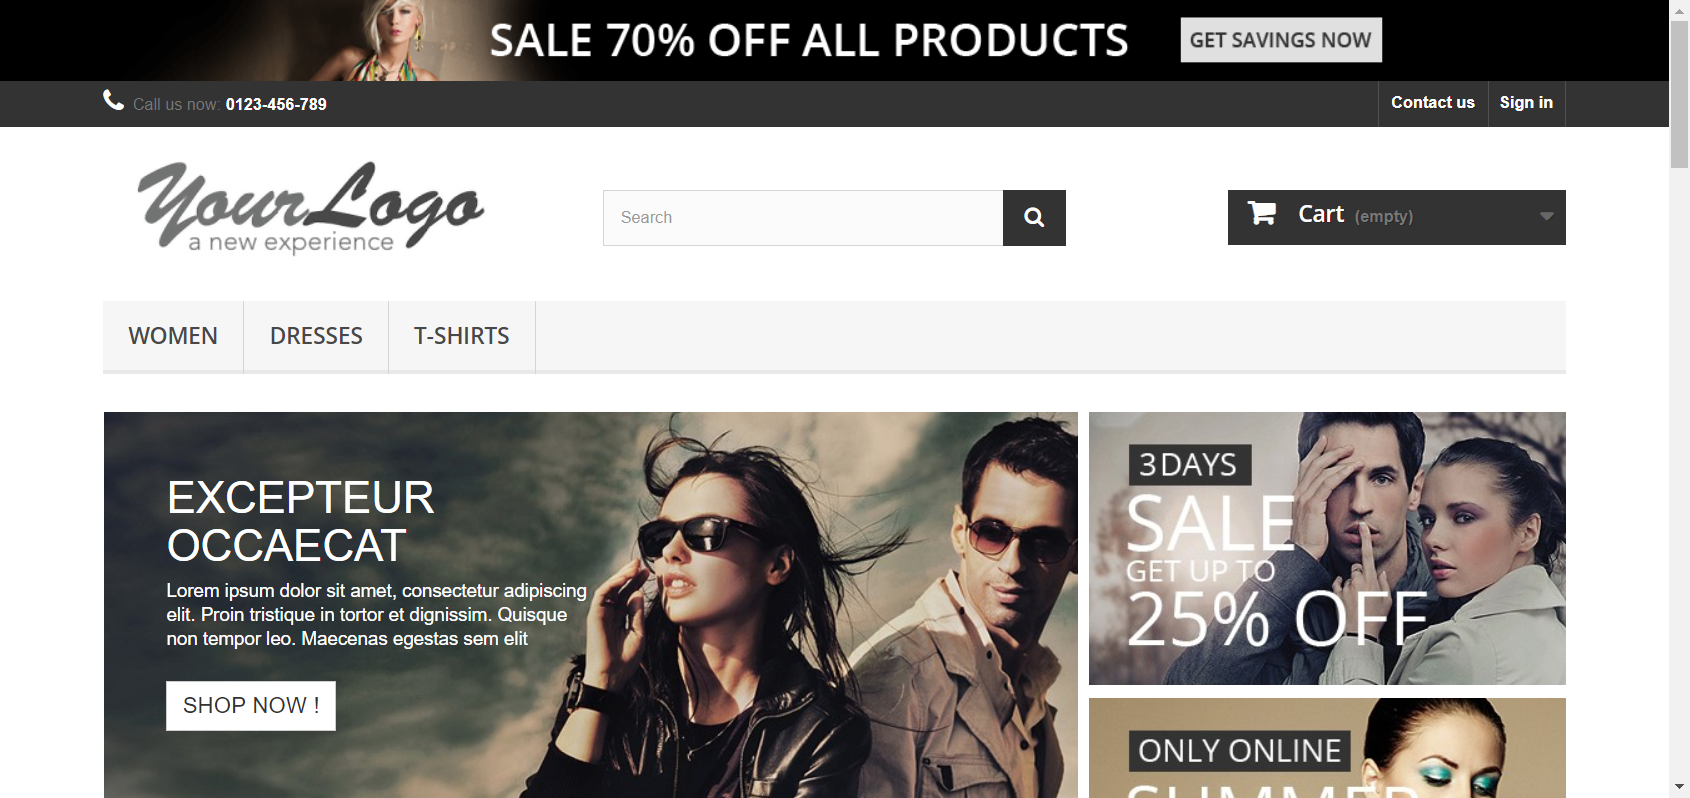 SALE 70% OFF ALL PRODUCTS
GET SAVINGS NOW
Call us now: 0123-456-789
Contact us
Sign in
YourLogo
a new experience
Search
Cart (empty)
WOMEN
DRESSES
T-SHIRTS
EXCEPTEUR
OCCAECAT
Lorem ipsum dolor sit amet, consectetur adipiscing
elit. Proin tristique in tortor et dignissim. Quisque
non tempor leo. Maecenas egestas sem elit
SHOP NOW !
3 DAYS
SALE
GET UP TO
25% OFF
ONLY ONLINE
SUMMER